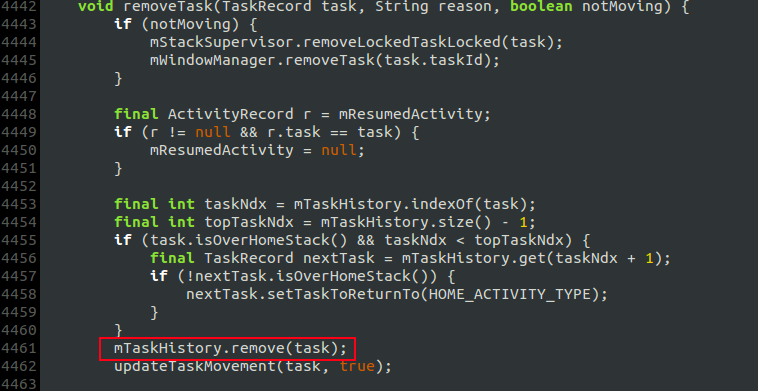 4442 void removeTask(TaskRecord task, String reason, boolean notMoving) {
4443 if (notMoving) {
4444 mStackSupervisor.removeLockedTaskLocked(task);
4445 mWindowManager.removeTask(task.taskId);
4446 }
4447
4448 final ActivityRecord r = mResumedActivity;
4449 if (r != null && r.task == task) {
4450 mResumedActivity = null;
4451 }
4452
4453 final int taskNdx = mTaskHistory.indexOf(task);
4454 final int topTaskNdx = mTaskHistory.size() - 1;
4455 if (task.isOverHomeStack() && taskNdx < topTaskNdx) {
4456 final TaskRecord nextTask = mTaskHistory.get(taskNdx + 1);
4457 if (!nextTask.isOverHomeStack()) {
4458 nextTask.setTaskToReturnTo(HOME_ACTIVITY_TYPE);
4459 }
4460 }
4461 mTaskHistory.remove(task);
4462 updateTaskMovement(task, true);
4463